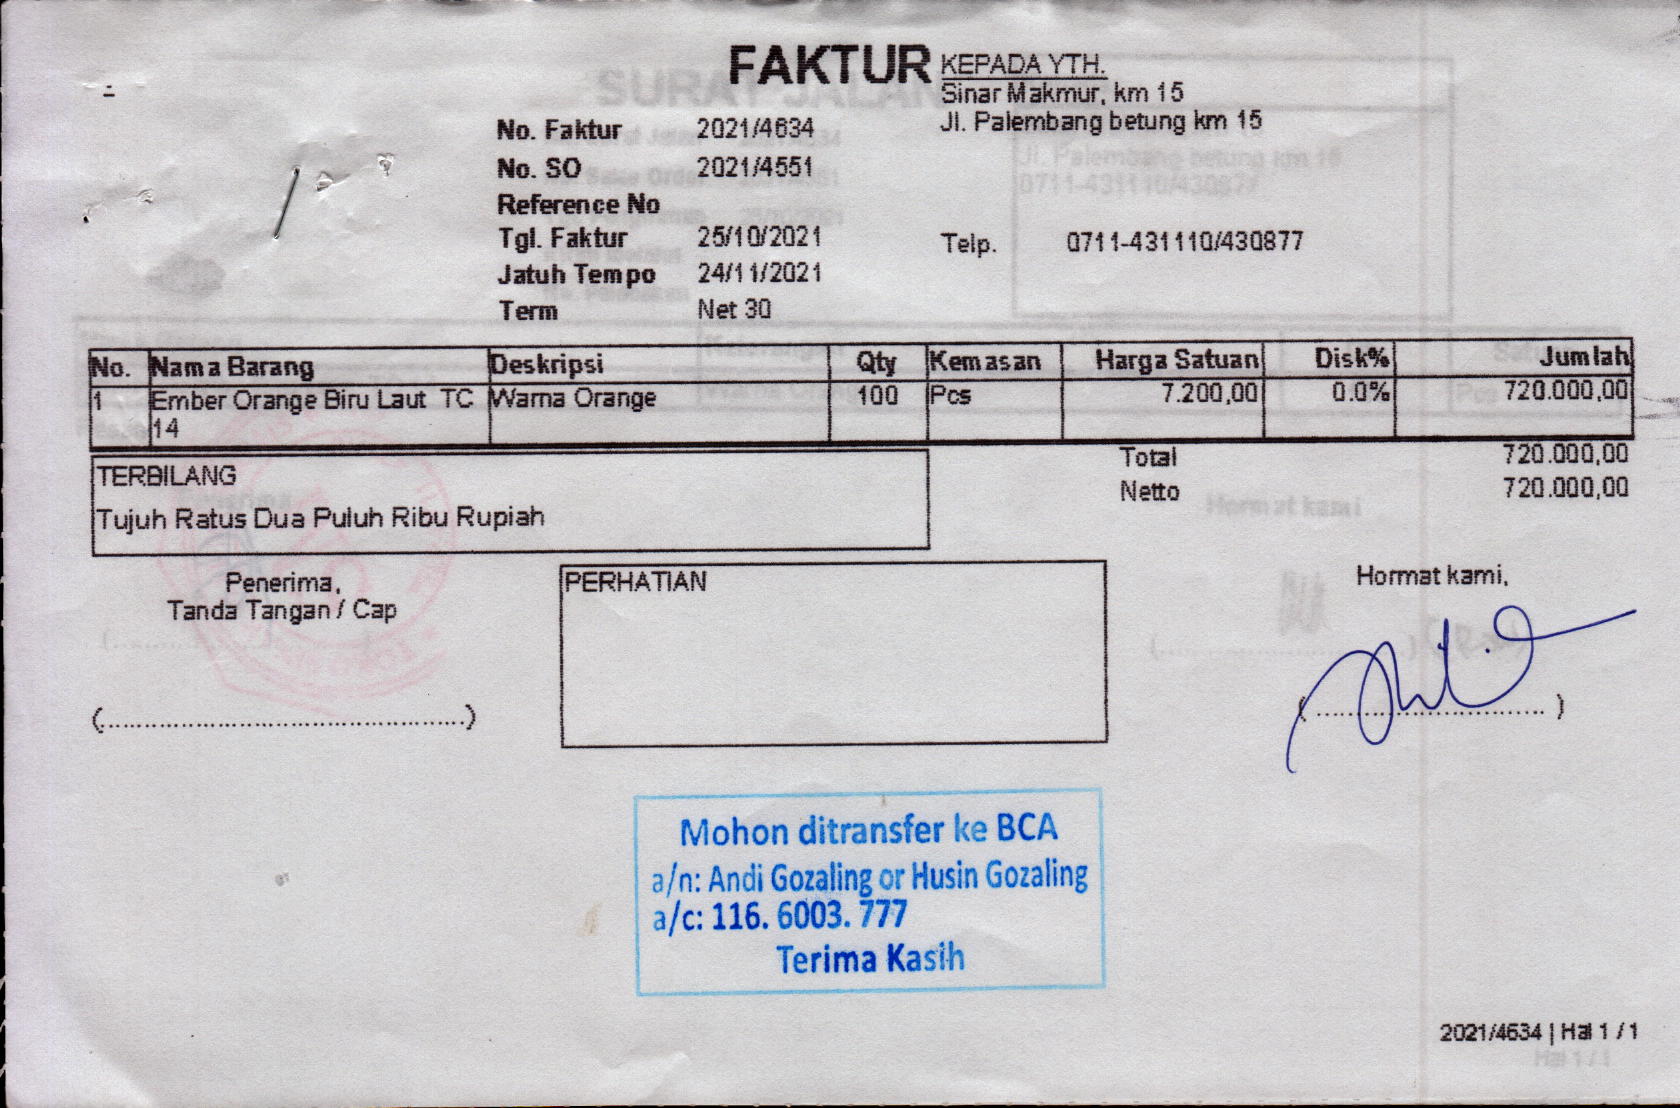 FAKTUR
KEPADA YTH.
Sinar Makmur, km 15
Jl. Palembang betung km 15
No. Faktur 2021/4634
No. SO 2021/4551
Reference No
Tgl. Faktur 25/10/2021
Telp. 0711-431110/430877
Jatuh Tempo 24/11/2021
Term Net 30
No. Nama Barang Deskripsi Qty Kemasan Harga Satuan Disk% Jumlah
1 Ember Orange Biru Laut TC Warna Orange 100 Pcs 7.200,00 0.0% 720.000,00
14
Total 720.000,00
TERBILANG
Netto 720.000,00
Tujuh Ratus Dua Puluh Ribu Rupiah
Penerima,
Tanda Tangan / Cap
PERHATIAN
Hormat kami,
(................................................)
(.............................. )
Mohon ditransfer ke BCA
a/n: Andi Gozaling or Husin Gozaling
a/c: 116. 6003. 777
Terima Kasih
2021/4634 | Hal 1 / 1